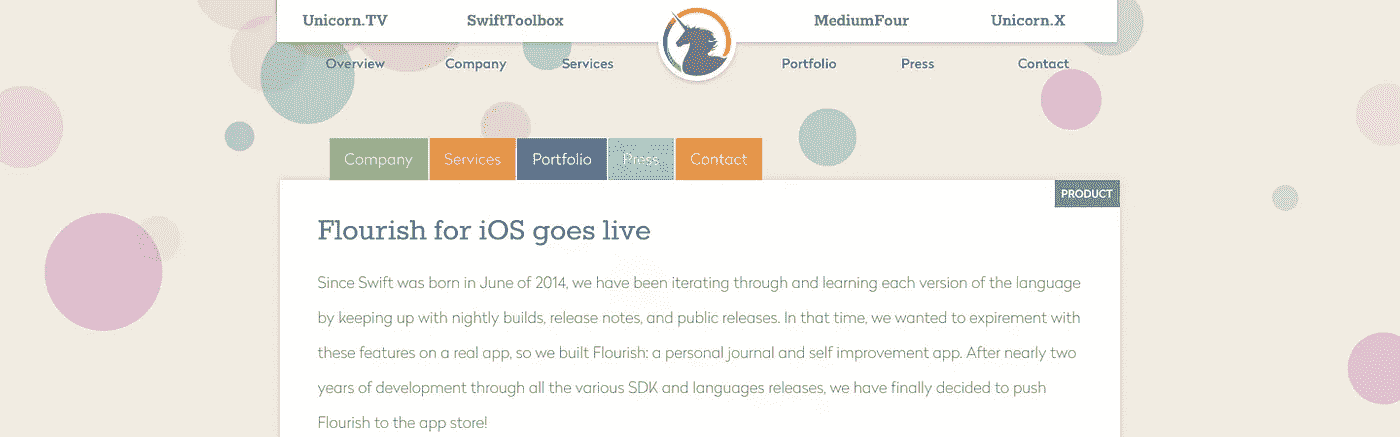 Unicorn.TV SwiftToolbox MediumFour Unicorn.X
Overview Company Services Portfolio Press Contact
Company Services Portfolio Press Contact
PRODUCT
Flourish for iOS goes live
Since Swift was born in June of 2014, we have been iterating through and learning each version of the language
by keeping up with nightly builds, release notes, and public releases. In that time, we wanted to expirement with
these features on a real app, so we built Flourish: a personal journal and self improvement app. After nearly two
years of development through all the various SDK and languages releases, we have finally decided to push
Flourish to the app store!